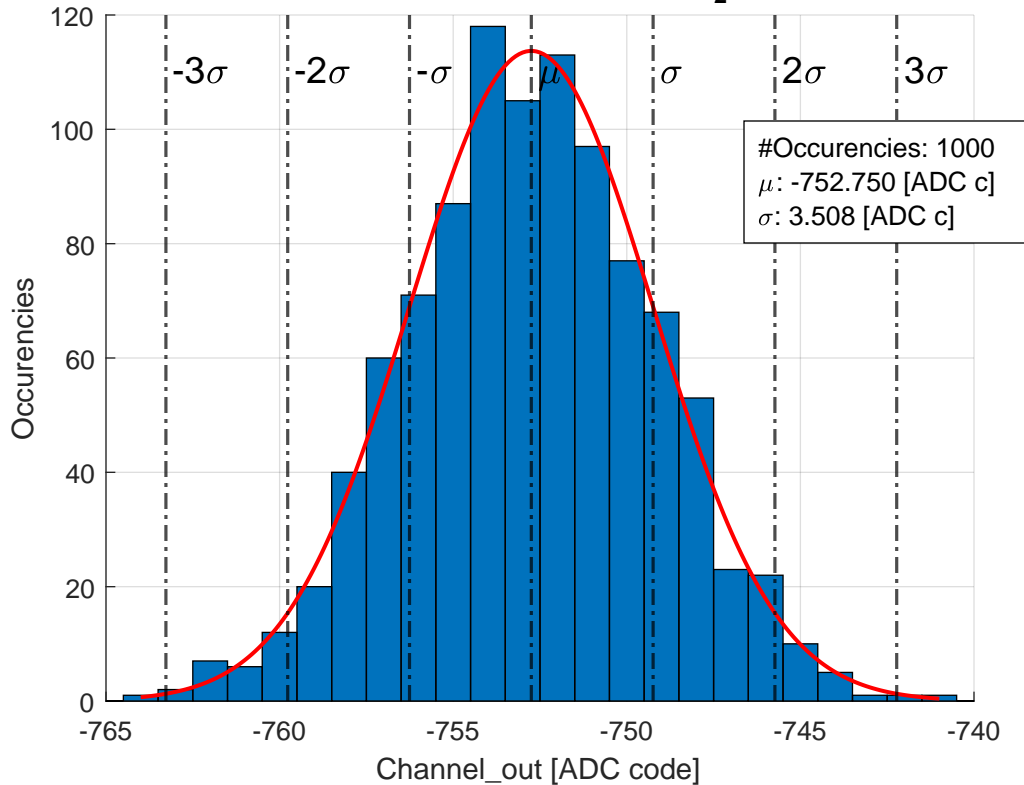 120
100
80
60
40
20
0
-3σ -2σ -σ μ σ 2σ 3σ
#Occurencies: 1000
μ: -752.750 [ADC c]
σ: 3.508 [ADC c]
Occurencies
-765 -760 -755 -750 -745 -740
Channel_out [ADC code]